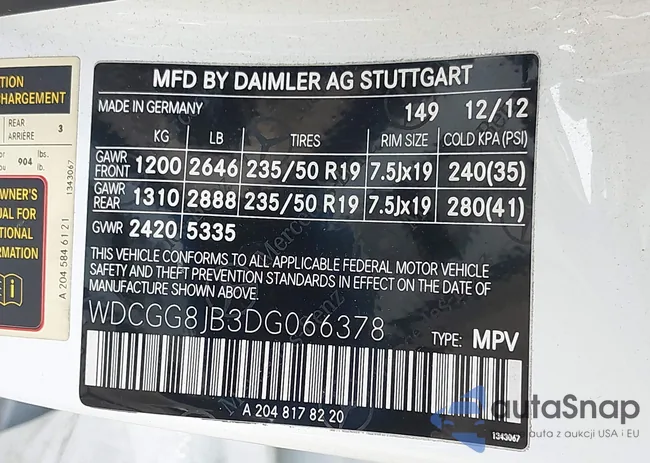 TION
CHARGEMENT
REAR
ARRIÈRE 3
or 904 lbs.
ou lb.
1343067
OWNER'S
UAL FOR
TIONAL
ORMATION
A 204 584 61 21
MFD BY DAIMLER AG STUTTGART
MADE IN GERMANY 149 12/12
KG LB TIRES RIM SIZE COLD KPA (PSI)
GAWR FRONT 1200 2646 235/50 R19 7.5Jx19 240(35)
GAWR REAR 1310 2888 235/50 R19 7.5Jx19 280(41)
GVWR 2420 5335
THIS VEHICLE CONFORMS TO ALL APPLICABLE FEDERAL MOTOR VEHICLE
SAFETY AND THEFT PREVENTION STANDARDS IN EFFECT ON THE DATE
OF MANUFACTURE SHOWN ABOVE.
WDCGG8JB3DG066378
TYPE: MPV
A 204 817 82 20
1343067
autaSnap
auta z aukcji USA i EU